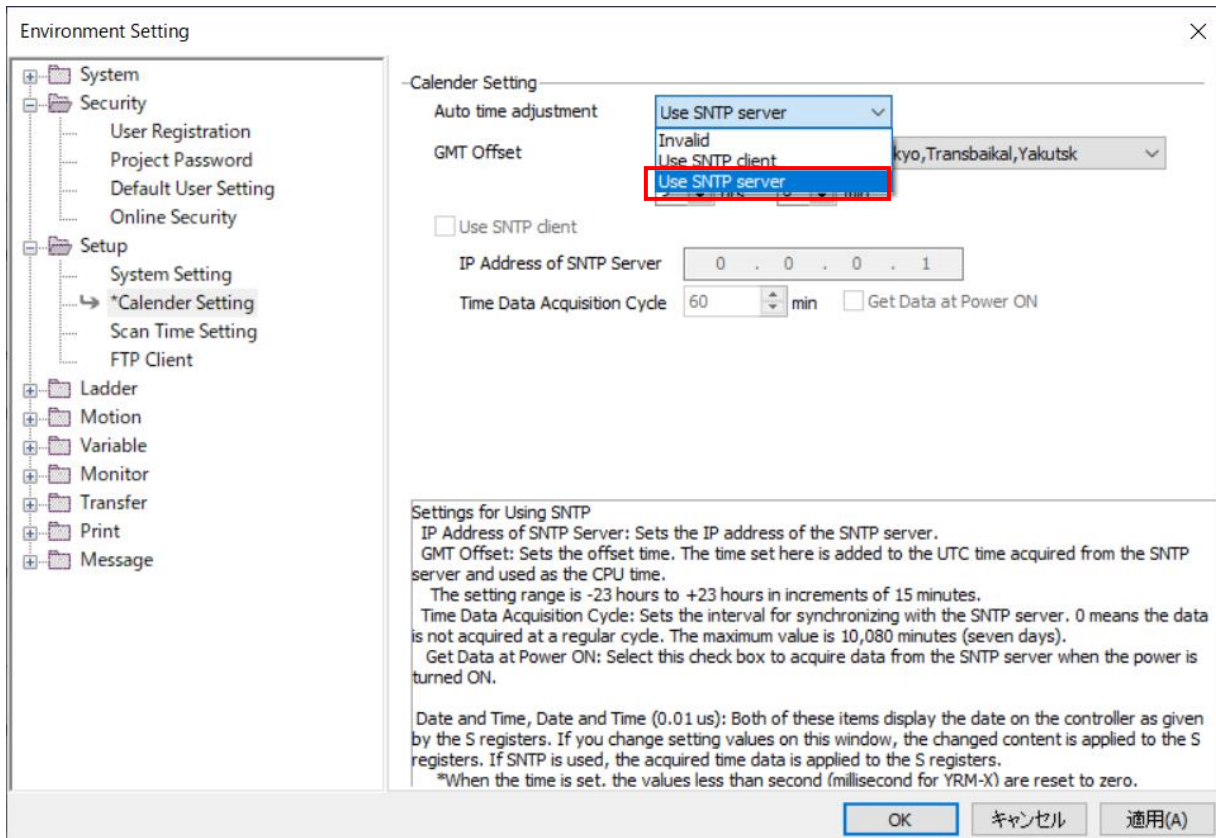 Environment Setting
System
Security
User Registration
Project Password
Default User Setting
Online Security
Setup
System Setting
*Calender Setting
Scan Time Setting
FTP Client
Ladder
Motion
Variable
Monitor
Transfer
Print
Message
Calender Setting
Auto time adjustment
Use SNTP server
Invalid
Use SNTP client
Use SNTP server
GMT Offset
kyo,Transbaikal,Yakutsk
Use SNTP client
IP Address of SNTP Server
0 . 0 . 0 . 1
Time Data Acquisition Cycle
60
min
Get Data at Power ON
Settings for Using SNTP
IP Address of SNTP Server: Sets the IP address of the SNTP server.
GMT Offset: Sets the offset time. The time set here is added to the UTC time acquired from the SNTP
server and used as the CPU time.
The setting range is -23 hours to +23 hours in increments of 15 minutes.
Time Data Acquisition Cycle: Sets the interval for synchronizing with the SNTP server. 0 means the data
is not acquired at a regular cycle. The maximum value is 10,080 minutes (seven days).
Get Data at Power ON: Select this check box to acquire data from the SNTP server when the power is
turned ON.
Date and Time, Date and Time (0.01 us): Both of these items display the date on the controller as given
by the S registers. If you change setting values on this window, the changed content is applied to the S
registers. If SNTP is used, the acquired time data is applied to the S registers.
*When the time is set, the values less than second (millisecond for YRM-X) are reset to zero.
OK
キャンセル
適用(A)